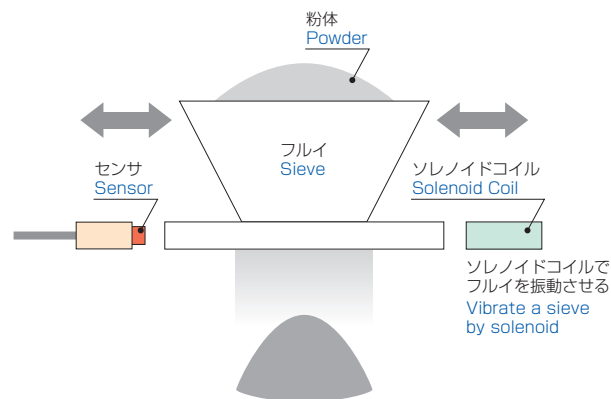 粉体
Powder
フルイ
Sieve
センサ
Sensor
ソレノイドコイル
Solenoid Coil
ソレノイドコイルで
フルイを振動させる
Vibrate a sieve
by solenoid